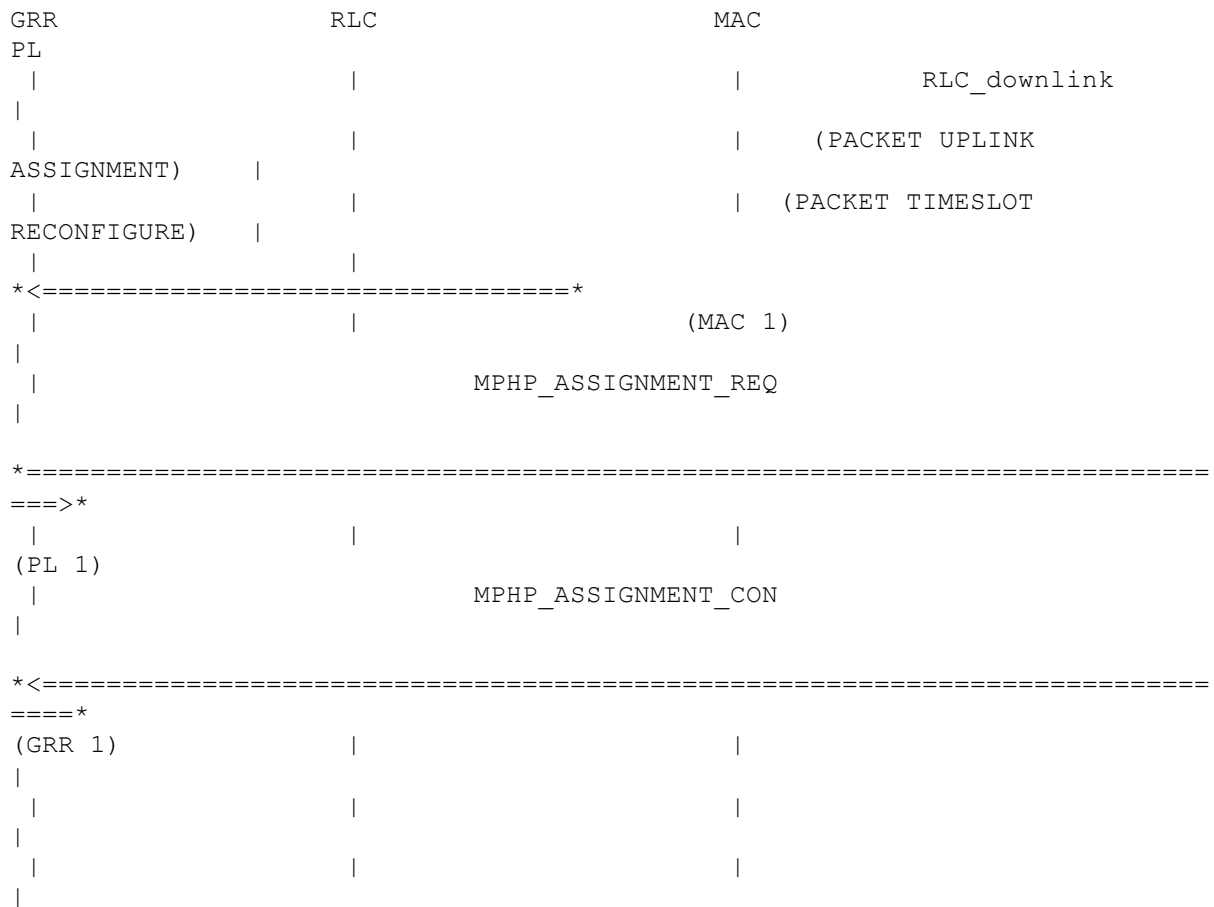 GRR                 RLC                     MAC
PL
 |                   |                       |           RLC_downlink
|
 |                   |                       |    (PACKET UPLINK
ASSIGNMENT)    |
 |                   |                       |  (PACKET TIMESLOT
RECONFIGURE)   |
 |                   |
*<=================================*
 |                   |                    (MAC 1)
|
 |                           MPHP_ASSIGNMENT_REQ
|
*==========================================================================
===>*
 |                   |                       |
(PL 1)
 |                           MPHP_ASSIGNMENT_CON
|
*<=========================================================================
====*
(GRR 1)              |                       |
|
 |                   |                       |
|
 |                   |                       |
|